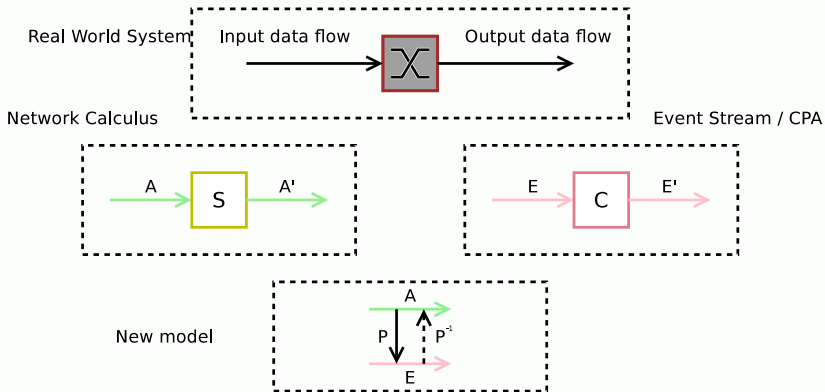 Real World System
Input data flow
Output data flow
Network Calculus
Event Stream / CPA
A
S
A'
E
C
E'
New model
A
P
P⁻¹
E